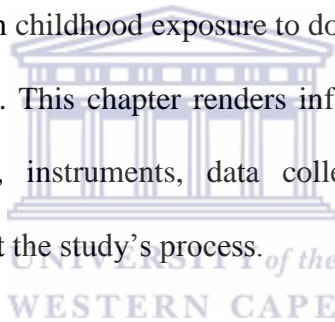 n childhood exposure to do
. This chapter renders inf
, instruments, data colle
t the study's process.
UNIVERSITY of the
WESTERN CAPE